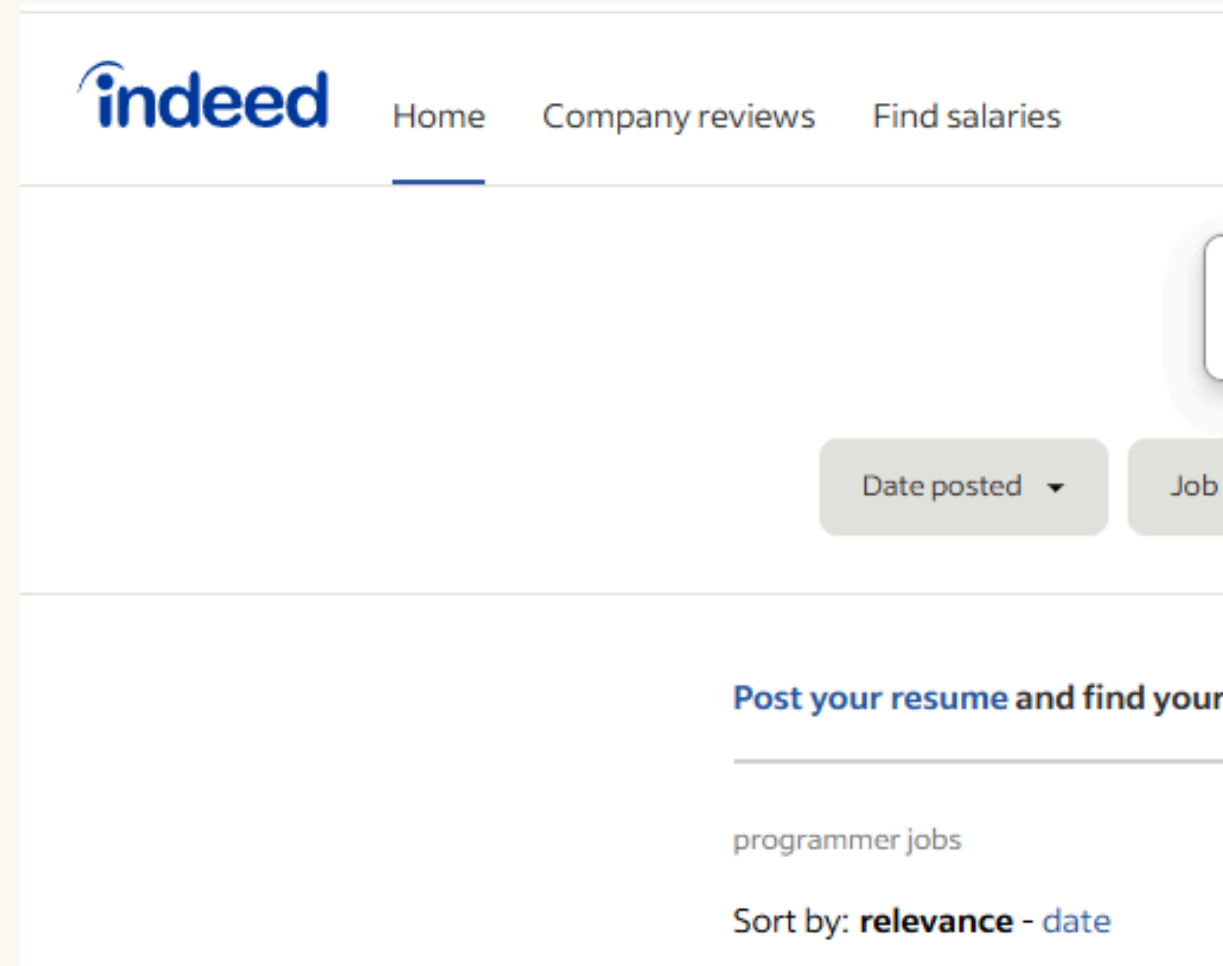 indeed Home Company reviews Find salaries
Date posted Job
Post your resume and find your
programmer jobs
Sort by: relevance - date